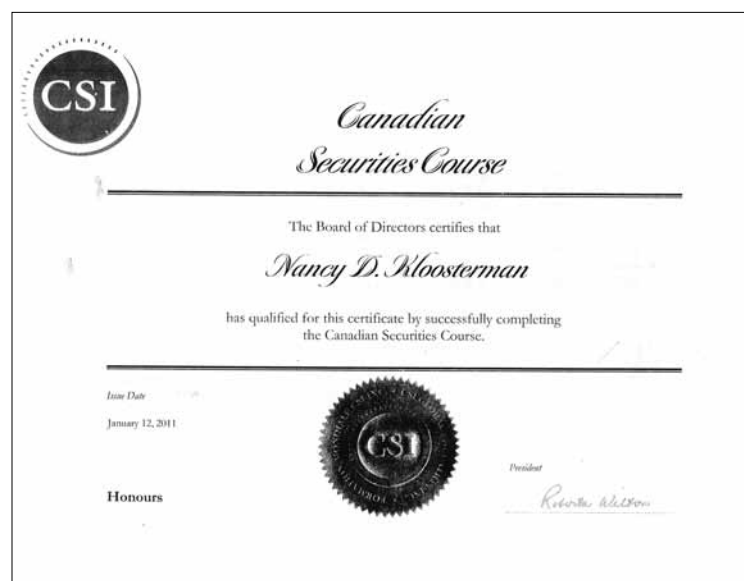 CSI
Canadian
Securities Course
The Board of Directors certifies that
Nancy D. Kloosterman
has qualified for this certificate by successfully completing
the Canadian Securities Course.
Issue Date
January 12, 2011
CSI
Honours
President